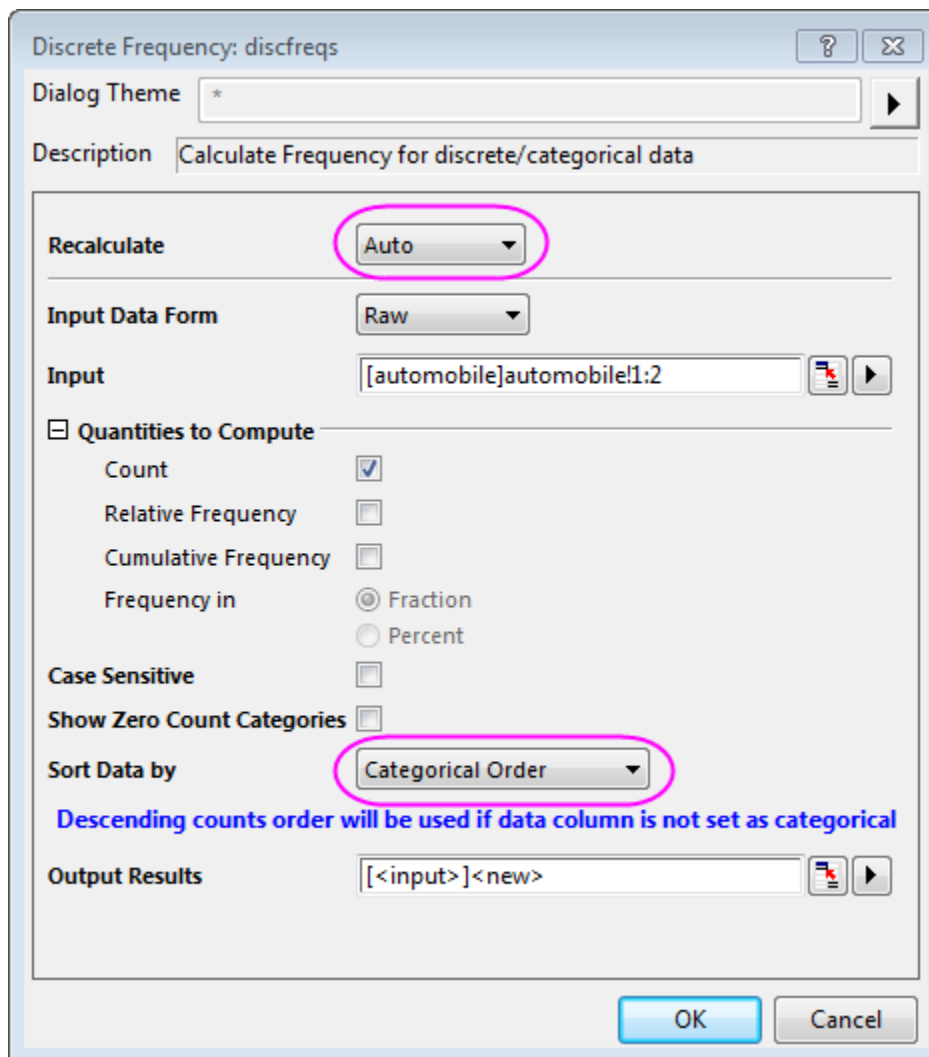 Discrete Frequency: discfreqs
Dialog Theme *
Description Calculate Frequency for discrete/categorical data
Recalculate Auto
Input Data Form Raw
Input [automobile]automobile!1:2
Quantities to Compute
Count
Relative Frequency
Cumulative Frequency
Frequency in Fraction
Percent
Case Sensitive
Show Zero Count Categories
Sort Data by Categorical Order
Descending counts order will be used if data column is not set as categorical
Output Results [<input>]<new>
OK Cancel